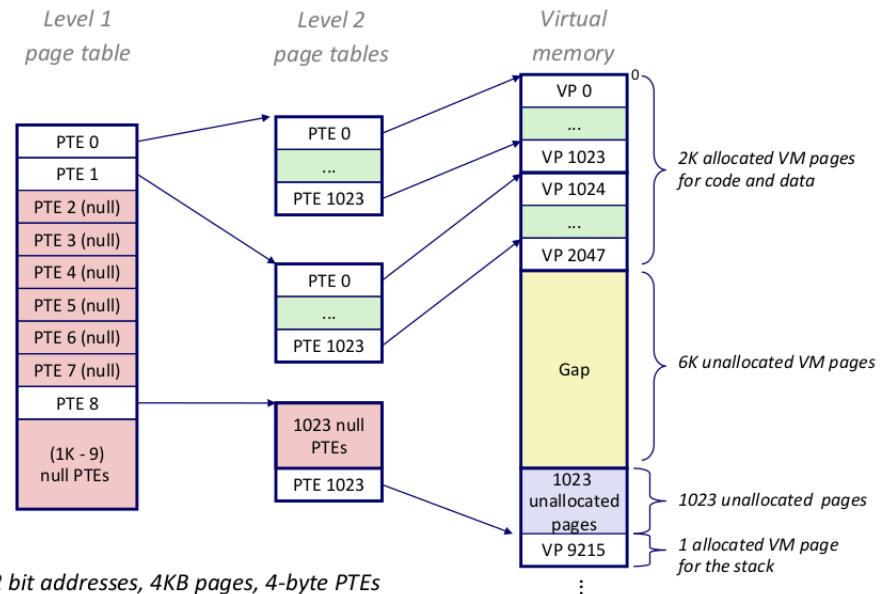 Level 1
page table
Level 2
page tables
Virtual
memory
PTE 0
PTE 1
PTE 2 (null)
PTE 3 (null)
PTE 4 (null)
PTE 5 (null)
PTE 6 (null)
PTE 7 (null)
PTE 8
(1K - 9)
null PTEs
PTE 0
...
PTE 1023
PTE 0
...
PTE 1023
1023 null
PTEs
PTE 1023
0
VP 0
...
VP 1023
VP 1024
...
VP 2047
Gap
1023
unallocated
pages
VP 9215
...
2K allocated VM pages
for code and data
6K unallocated VM pages
1023 unallocated pages
1 allocated VM page
for the stack
2 bit addresses, 4KB pages, 4-byte PTEs